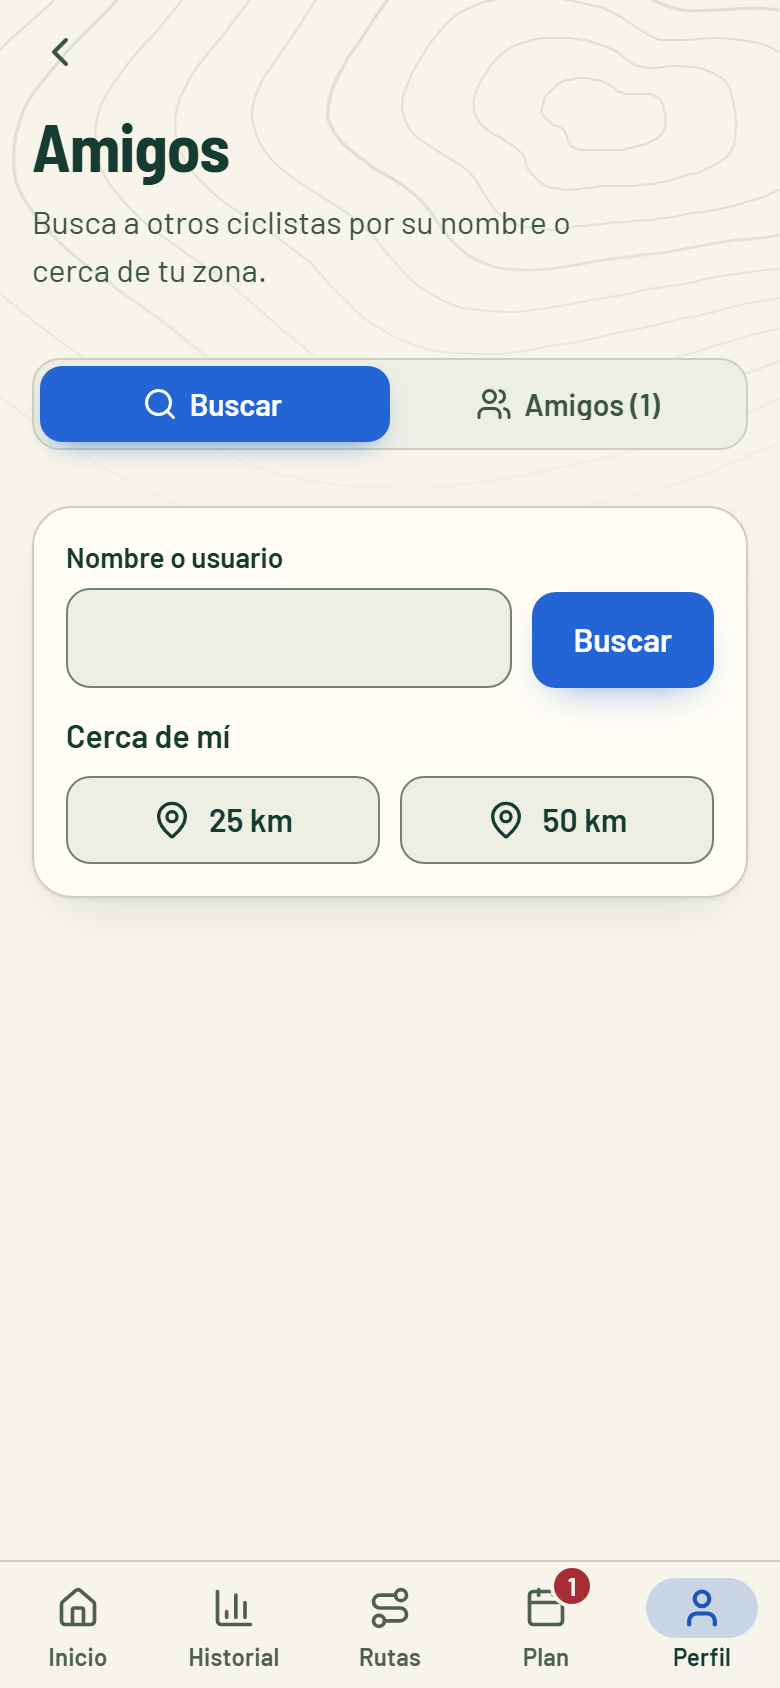 Amigos
Busca a otros ciclistas por su nombre o
cerca de tu zona.
Buscar
Amigos (1)
Nombre o usuario
Buscar
Cerca de mí
25 km
50 km
1
Inicio
Historial
Rutas
Plan
Perfil